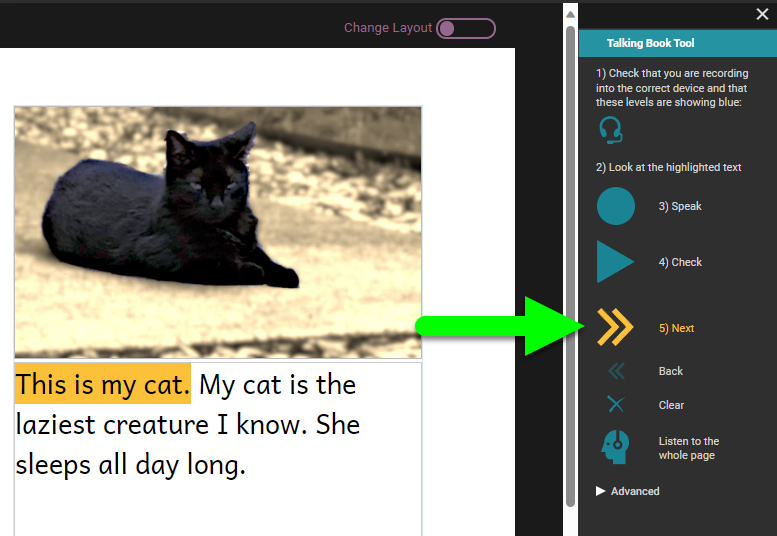 Change Layout
Talking Book Tool
1) Check that you are recording
into the correct device and that
these levels are showing blue:
2) Look at the highlighted text
3) Speak
4) Check
5) Next
Back
Clear
Listen to the
whole page
Advanced
This is my cat. My cat is the
laziest creature I know. She
sleeps all day long.